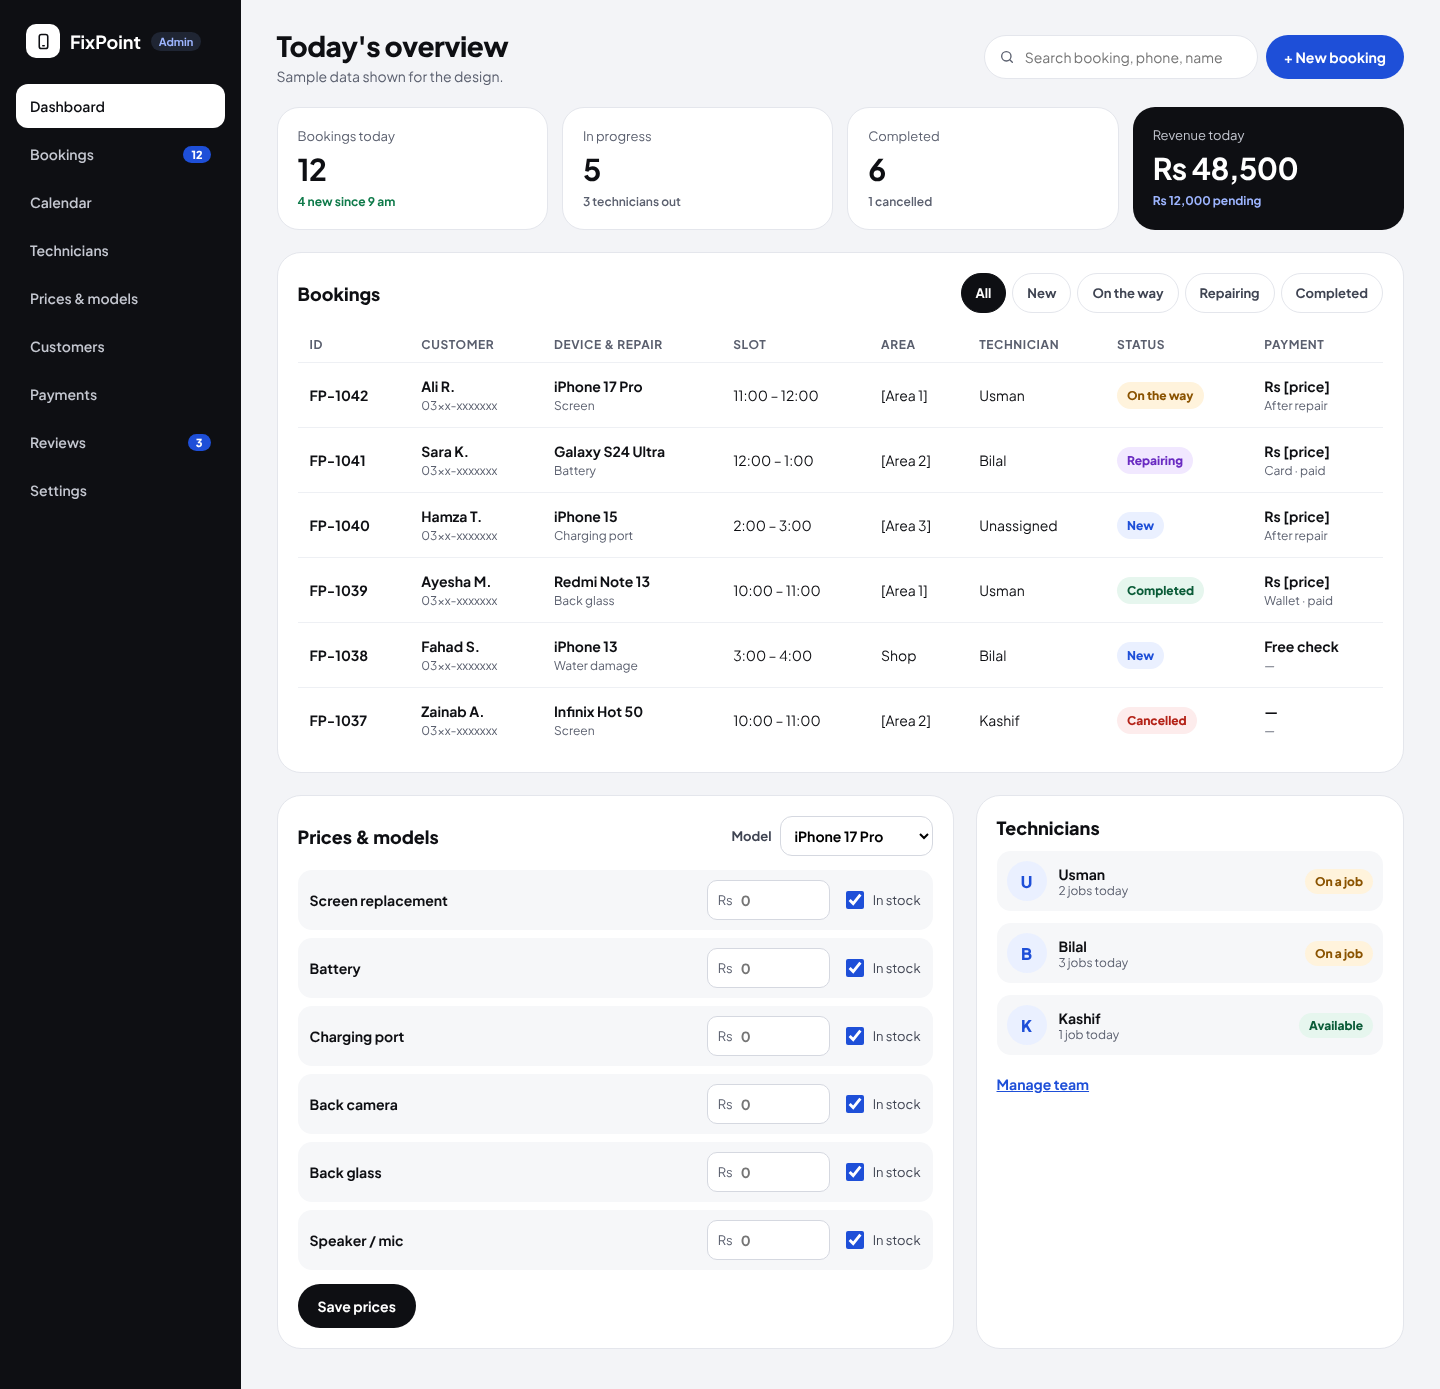 FixPoint Admin
Dashboard
Bookings 12
Calendar
Technicians
Prices & models
Customers
Payments
Reviews 3
Settings
Today's overview
Sample data shown for the design.
Search booking, phone, name
+ New booking
Bookings today
12
4 new since 9 am
In progress
5
3 technicians out
Completed
6
1 cancelled
Revenue today
Rs 48,500
Rs 12,000 pending
Bookings
All New On the way Repairing Completed
ID CUSTOMER DEVICE & REPAIR SLOT AREA TECHNICIAN STATUS PAYMENT
FP-1042 Ali R. iPhone 17 Pro 11:00 – 12:00 [Area 1] Usman On the way Rs [price]
03xx-xxxxxxx Screen After repair
FP-1041 Sara K. Galaxy S24 Ultra 12:00 – 1:00 [Area 2] Bilal Repairing Rs [price]
03xx-xxxxxxx Battery Card · paid
FP-1040 Hamza T. iPhone 15 2:00 – 3:00 [Area 3] Unassigned New Rs [price]
03xx-xxxxxxx Charging port After repair
FP-1039 Ayesha M. Redmi Note 13 10:00 – 11:00 [Area 1] Usman Completed Rs [price]
03xx-xxxxxxx Back glass Wallet · paid
FP-1038 Fahad S. iPhone 13 3:00 – 4:00 Shop Bilal New Free check
03xx-xxxxxxx Water damage —
FP-1037 Zainab A. Infinix Hot 50 10:00 – 11:00 [Area 2] Kashif Cancelled —
03xx-xxxxxxx Screen —
Prices & models
Model iPhone 17 Pro
Screen replacement Rs 0 In stock
Battery Rs 0 In stock
Charging port Rs 0 In stock
Back camera Rs 0 In stock
Back glass Rs 0 In stock
Speaker / mic Rs 0 In stock
Save prices
Technicians
U Usman On a job
2 jobs today
B Bilal On a job
3 jobs today
K Kashif Available
1 job today
Manage team